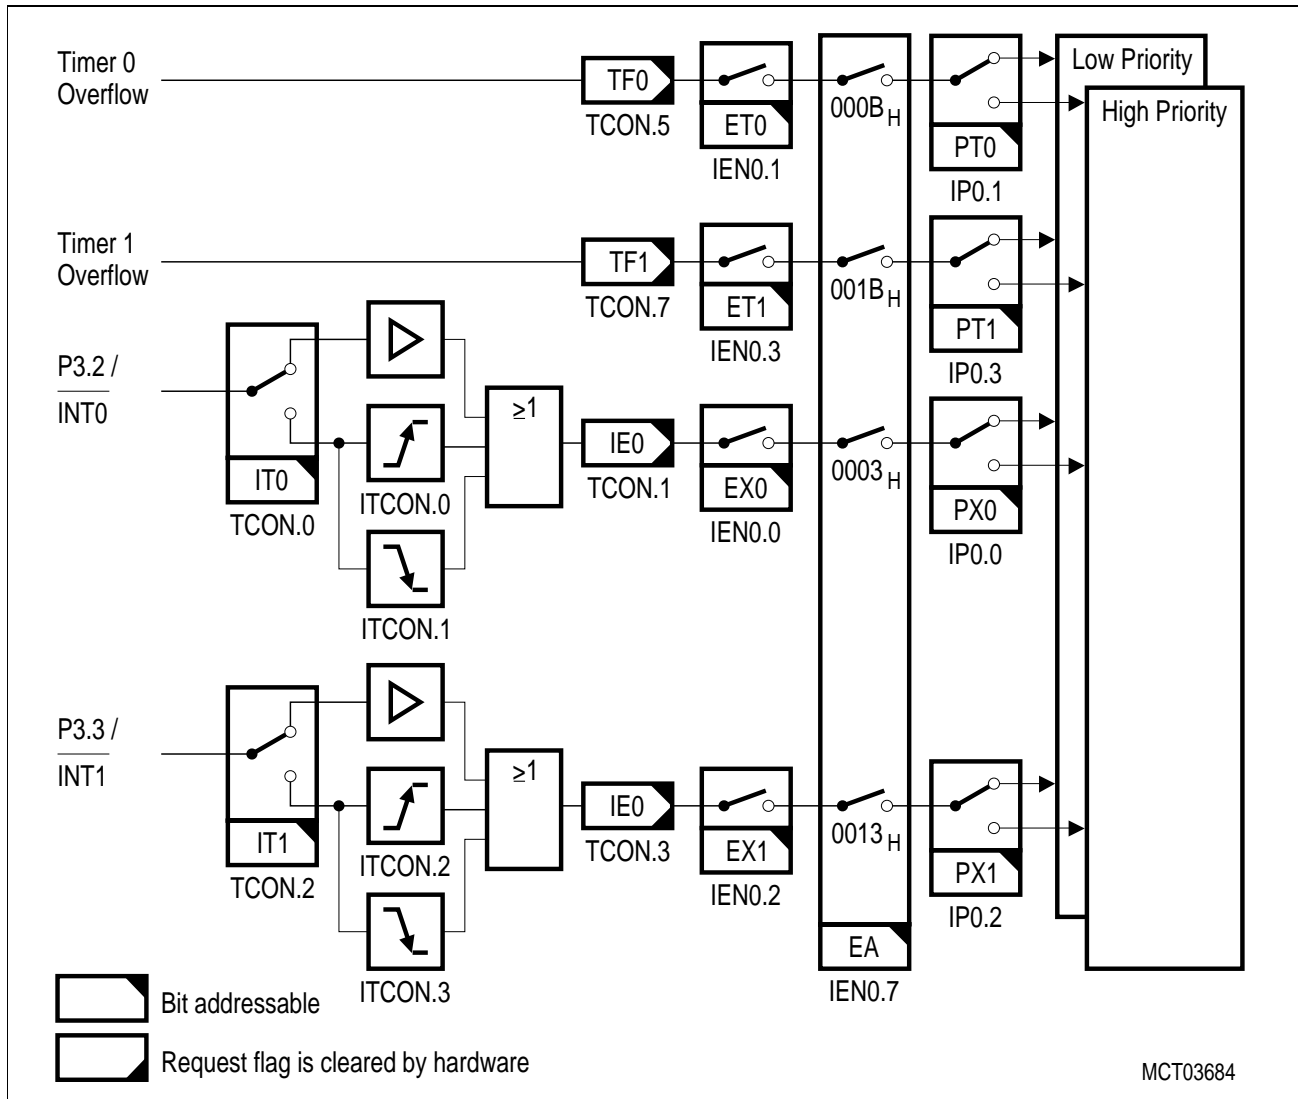 Timer 0
Overflow
TF0
TCON.5
ET0
IEN0.1
000B H
PT0
IP0.1
Low Priority
High Priority
Timer 1
Overflow
TF1
TCON.7
ET1
IEN0.3
001B H
PT1
IP0.3
P3.2 /
INT0
IT0
TCON.0
ITCON.0
ITCON.1
≥1
IE0
TCON.1
EX0
IEN0.0
0003 H
PX0
IP0.0
P3.3 /
INT1
IT1
TCON.2
ITCON.2
ITCON.3
≥1
IE0
TCON.3
EX1
IEN0.2
0013 H
PX1
IP0.2
EA
IEN0.7
Bit addressable
Request flag is cleared by hardware
MCT03684